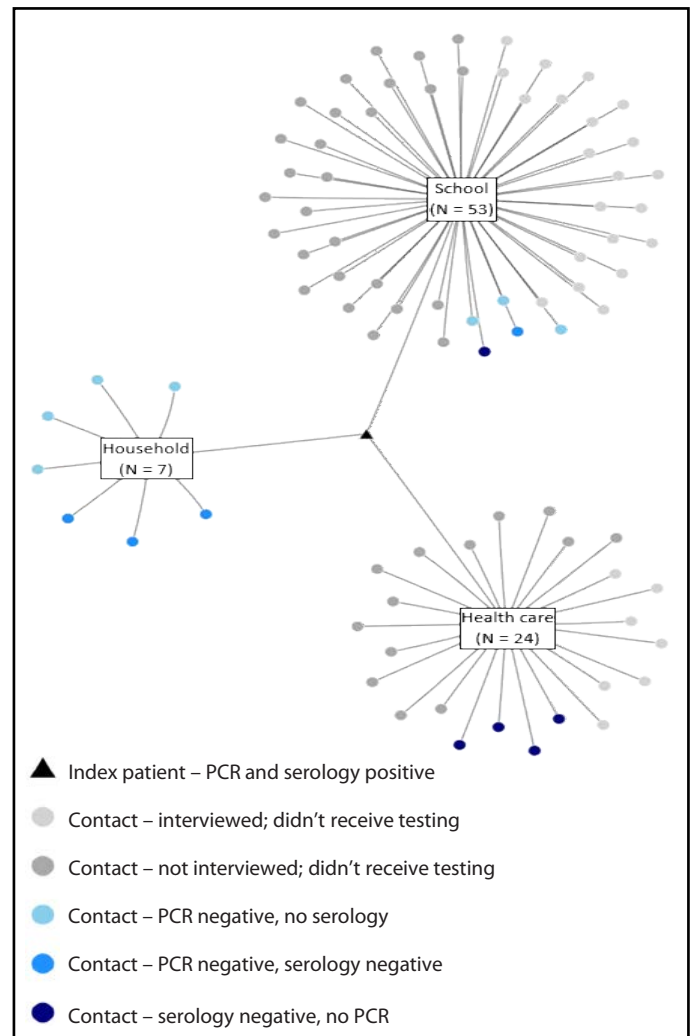 School
(N = 53)
Household
(N = 7)
Health care
(N = 24)
Index patient – PCR and serology positive
Contact – interviewed; didn’t receive testing
Contact – not interviewed; didn’t receive testing
Contact – PCR negative, no serology
Contact – PCR negative, serology negative
Contact – serology negative, no PCR